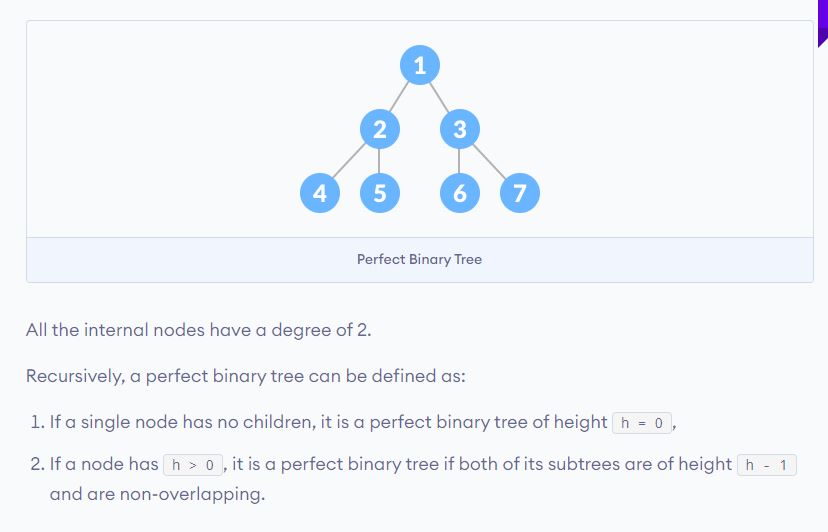 1
2 3
4 5 6 7
Perfect Binary Tree
All the internal nodes have a degree of 2.
Recursively, a perfect binary tree can be defined as:
1. If a single node has no children, it is a perfect binary tree of height h = 0,
2. If a node has h > 0, it is a perfect binary tree if both of its subtrees are of height h - 1
and are non-overlapping.